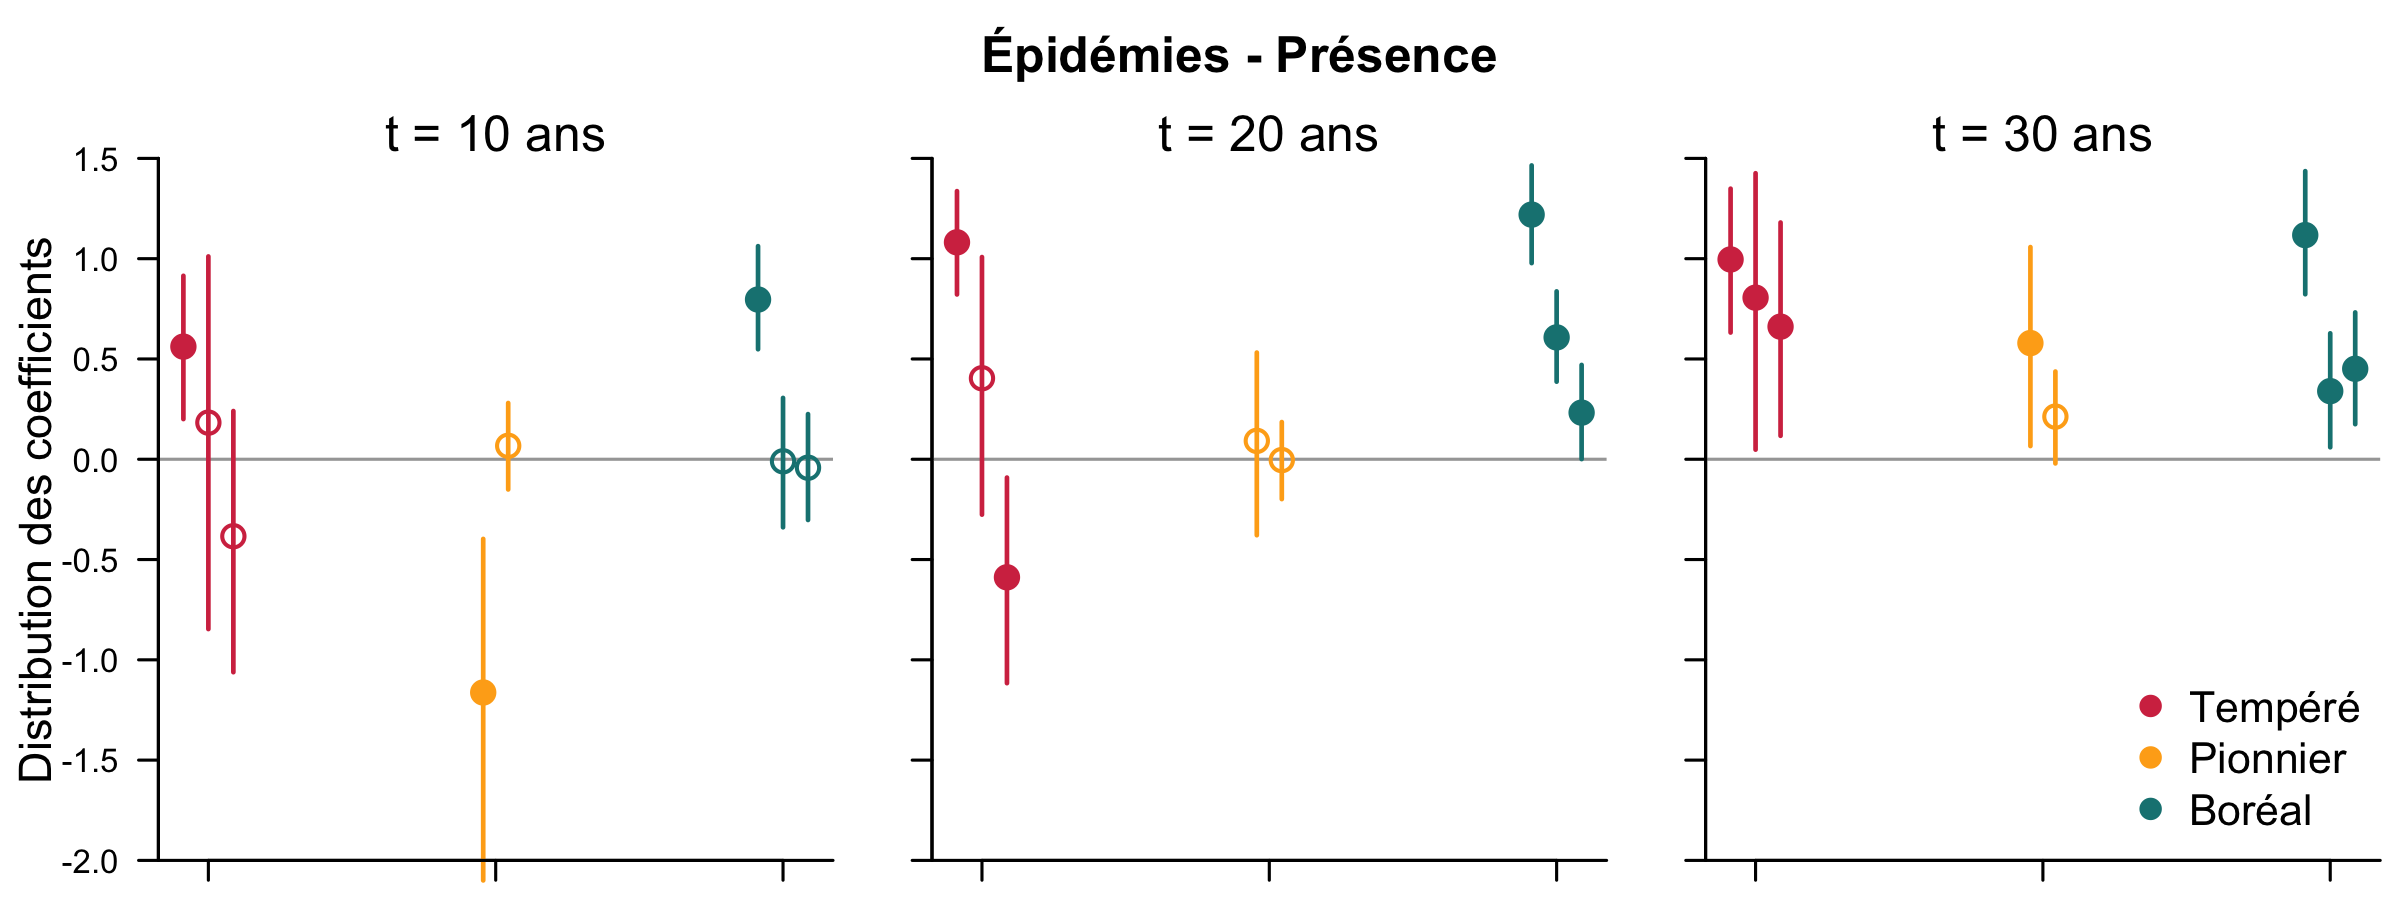 Épidémies - Présence
t = 10 ans
t = 20 ans
t = 30 ans
Distribution des coefficients
1.5
1.0
0.5
0.0
-0.5
-1.0
-1.5
-2.0
Tempéré
Pionnier
Boréal